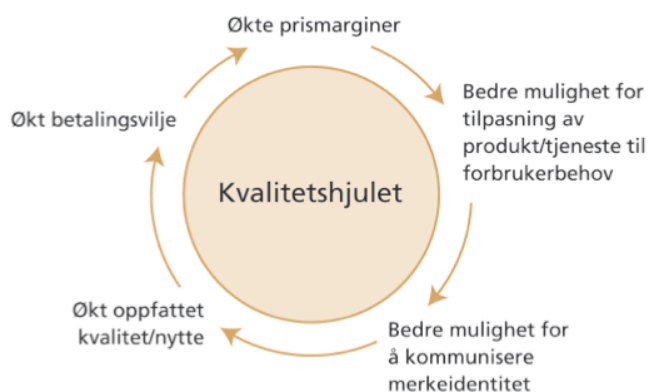 Økte prismarginer
Bedre mulighet for
tilpasning av
produkt/tjeneste til
forbrukerbehov
Bedre mulighet for
å kommunisere
merkeidentitet
Økt oppfattet
kvalitet/nytte
Økt betalingsvilje
Kvalitetshjulet